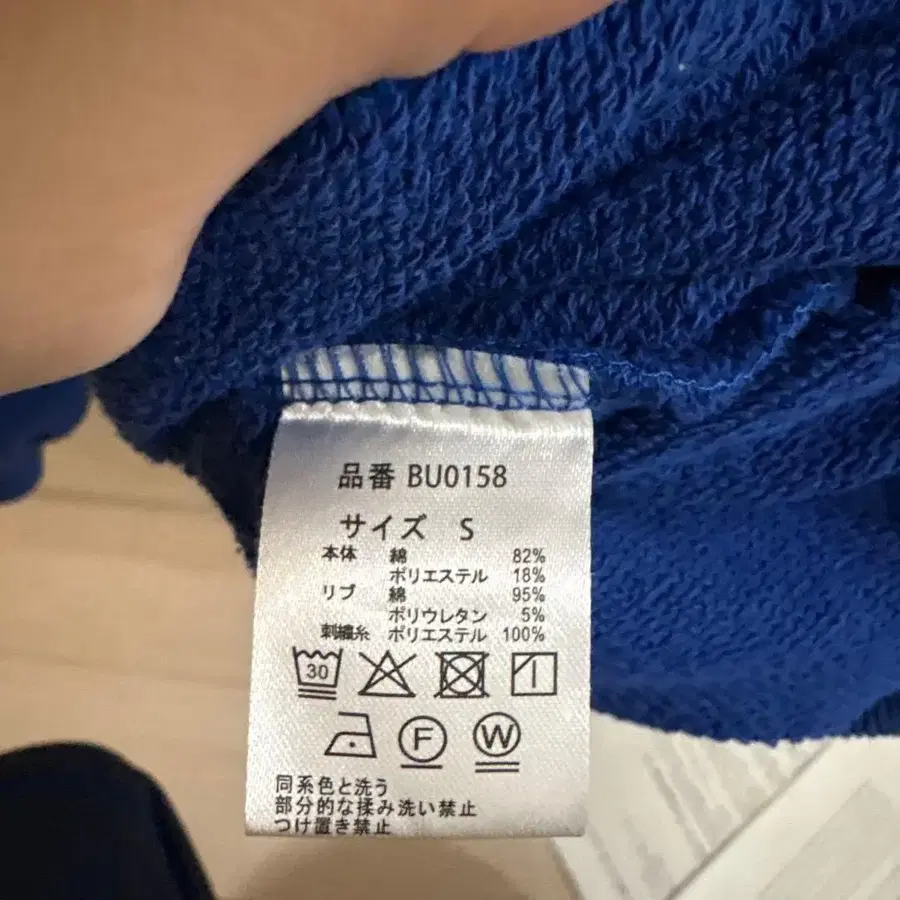 品番 BU0158
サイズ S
本体 綿 82%
ポリエステル 18%
リブ 綿 95%
ポリウレタン 5%
刺繍糸 ポリエステル 100%
30
F W
同系色と洗う
部分的な揉み洗い禁止
つけ置き禁止